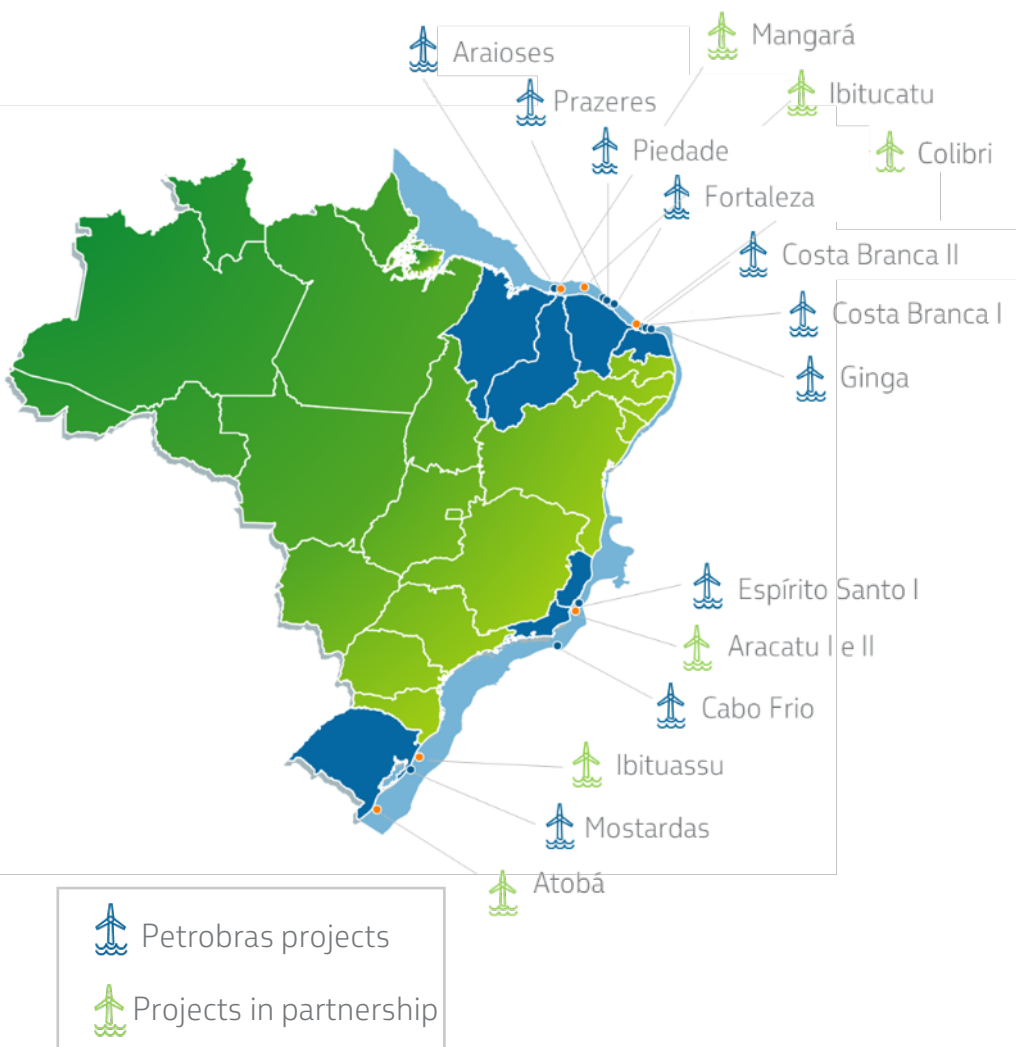 Mangará
Araioses
Ibitucatu
Prazeres
Piedade
Colibri
Fortaleza
Costa Branca II
Costa Branca I
Ginga
Espírito Santo I
Aracatu I e II
Cabo Frio
Ibituassu
Mostardas
Atobá
Petrobras projects
Projects in partnership